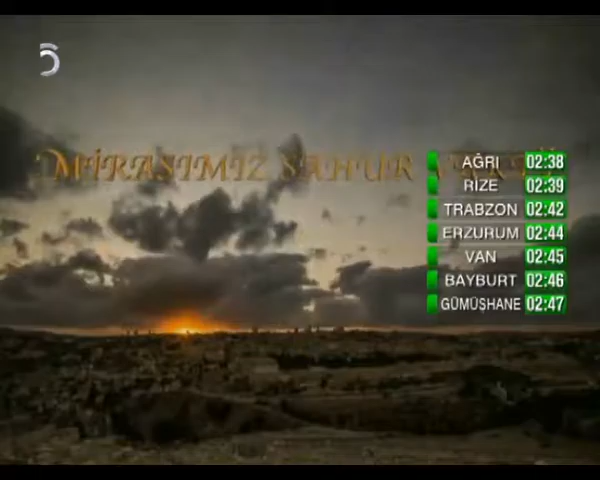 MİRASIMIZ SAHUR
AĞRI 02:38
RİZE 02:39
TRABZON 02:42
ERZURUM 02:44
VAN 02:45
BAYBURT 02:46
GÜMÜŞHANE 02:47